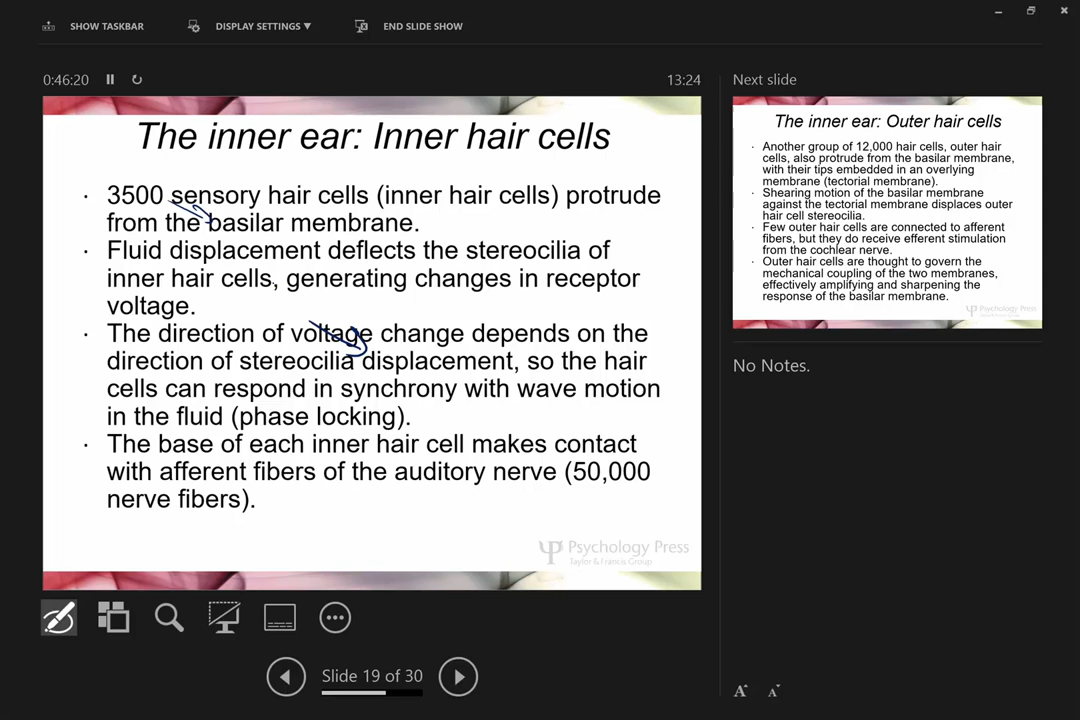 SHOW TASKBAR
DISPLAY SETTINGS ▼
END SLIDE SHOW
0:46:20
13:24
Next slide
The inner ear: Inner hair cells
· 3500 sensory hair cells (inner hair cells) protrude
from the basilar membrane.
· Fluid displacement deflects the stereocilia of
inner hair cells, generating changes in receptor
voltage.
· The direction of voltage change depends on the
direction of stereocilia displacement, so the hair
cells can respond in synchrony with wave motion
in the fluid (phase locking).
· The base of each inner hair cell makes contact
with afferent fibers of the auditory nerve (50,000
nerve fibers).
Psychology Press
Taylor & Francis Group
The inner ear: Outer hair cells
· Another group of 12,000 hair cells, outer hair
cells, also protrude from the basilar membrane,
with their tips embedded in an overlying
membrane (tectorial membrane).
· Shearing motion of the basilar membrane
against the tectorial membrane displaces outer
hair cell stereocilia.
· Few outer hair cells are connected to afferent
fibers, but they do receive efferent stimulation
from the cochlear nerve.
· Outer hair cells are thought to govern the
mechanical coupling of the two membranes,
effectively amplifying and sharpening the
response of the basilar membrane.
Psychology Press
No Notes.
Slide 19 of 30
A A